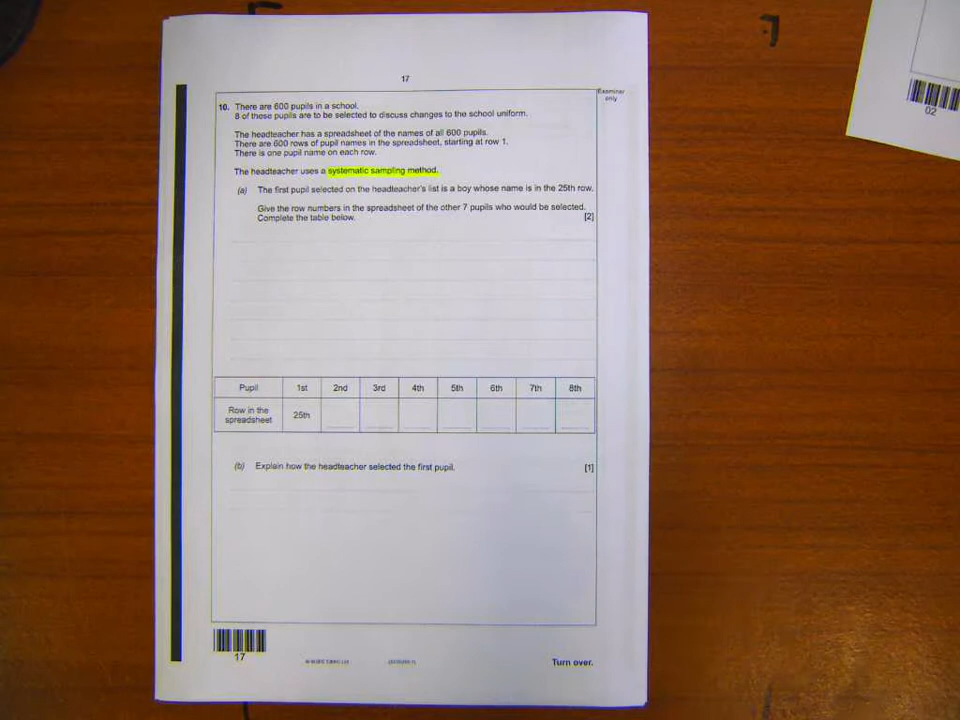 17
Examiner
only
10. There are 600 pupils in a school.
8 of these pupils are to be selected to discuss changes to the school uniform.
The headteacher has a spreadsheet of the names of all 600 pupils.
There are 600 rows of pupil names in the spreadsheet, starting at row 1.
There is one pupil name on each row.
The headteacher uses a systematic sampling method.
(a) The first pupil selected on the headteacher's list is a boy whose name is in the 25th row.
Give the row numbers in the spreadsheet of the other 7 pupils who would be selected.
Complete the table below. [2]
Pupil 1st 2nd 3rd 4th 5th 6th 7th 8th
Row in the
spreadsheet 25th
(b) Explain how the headteacher selected the first pupil. [1]
17
Turn over.
02